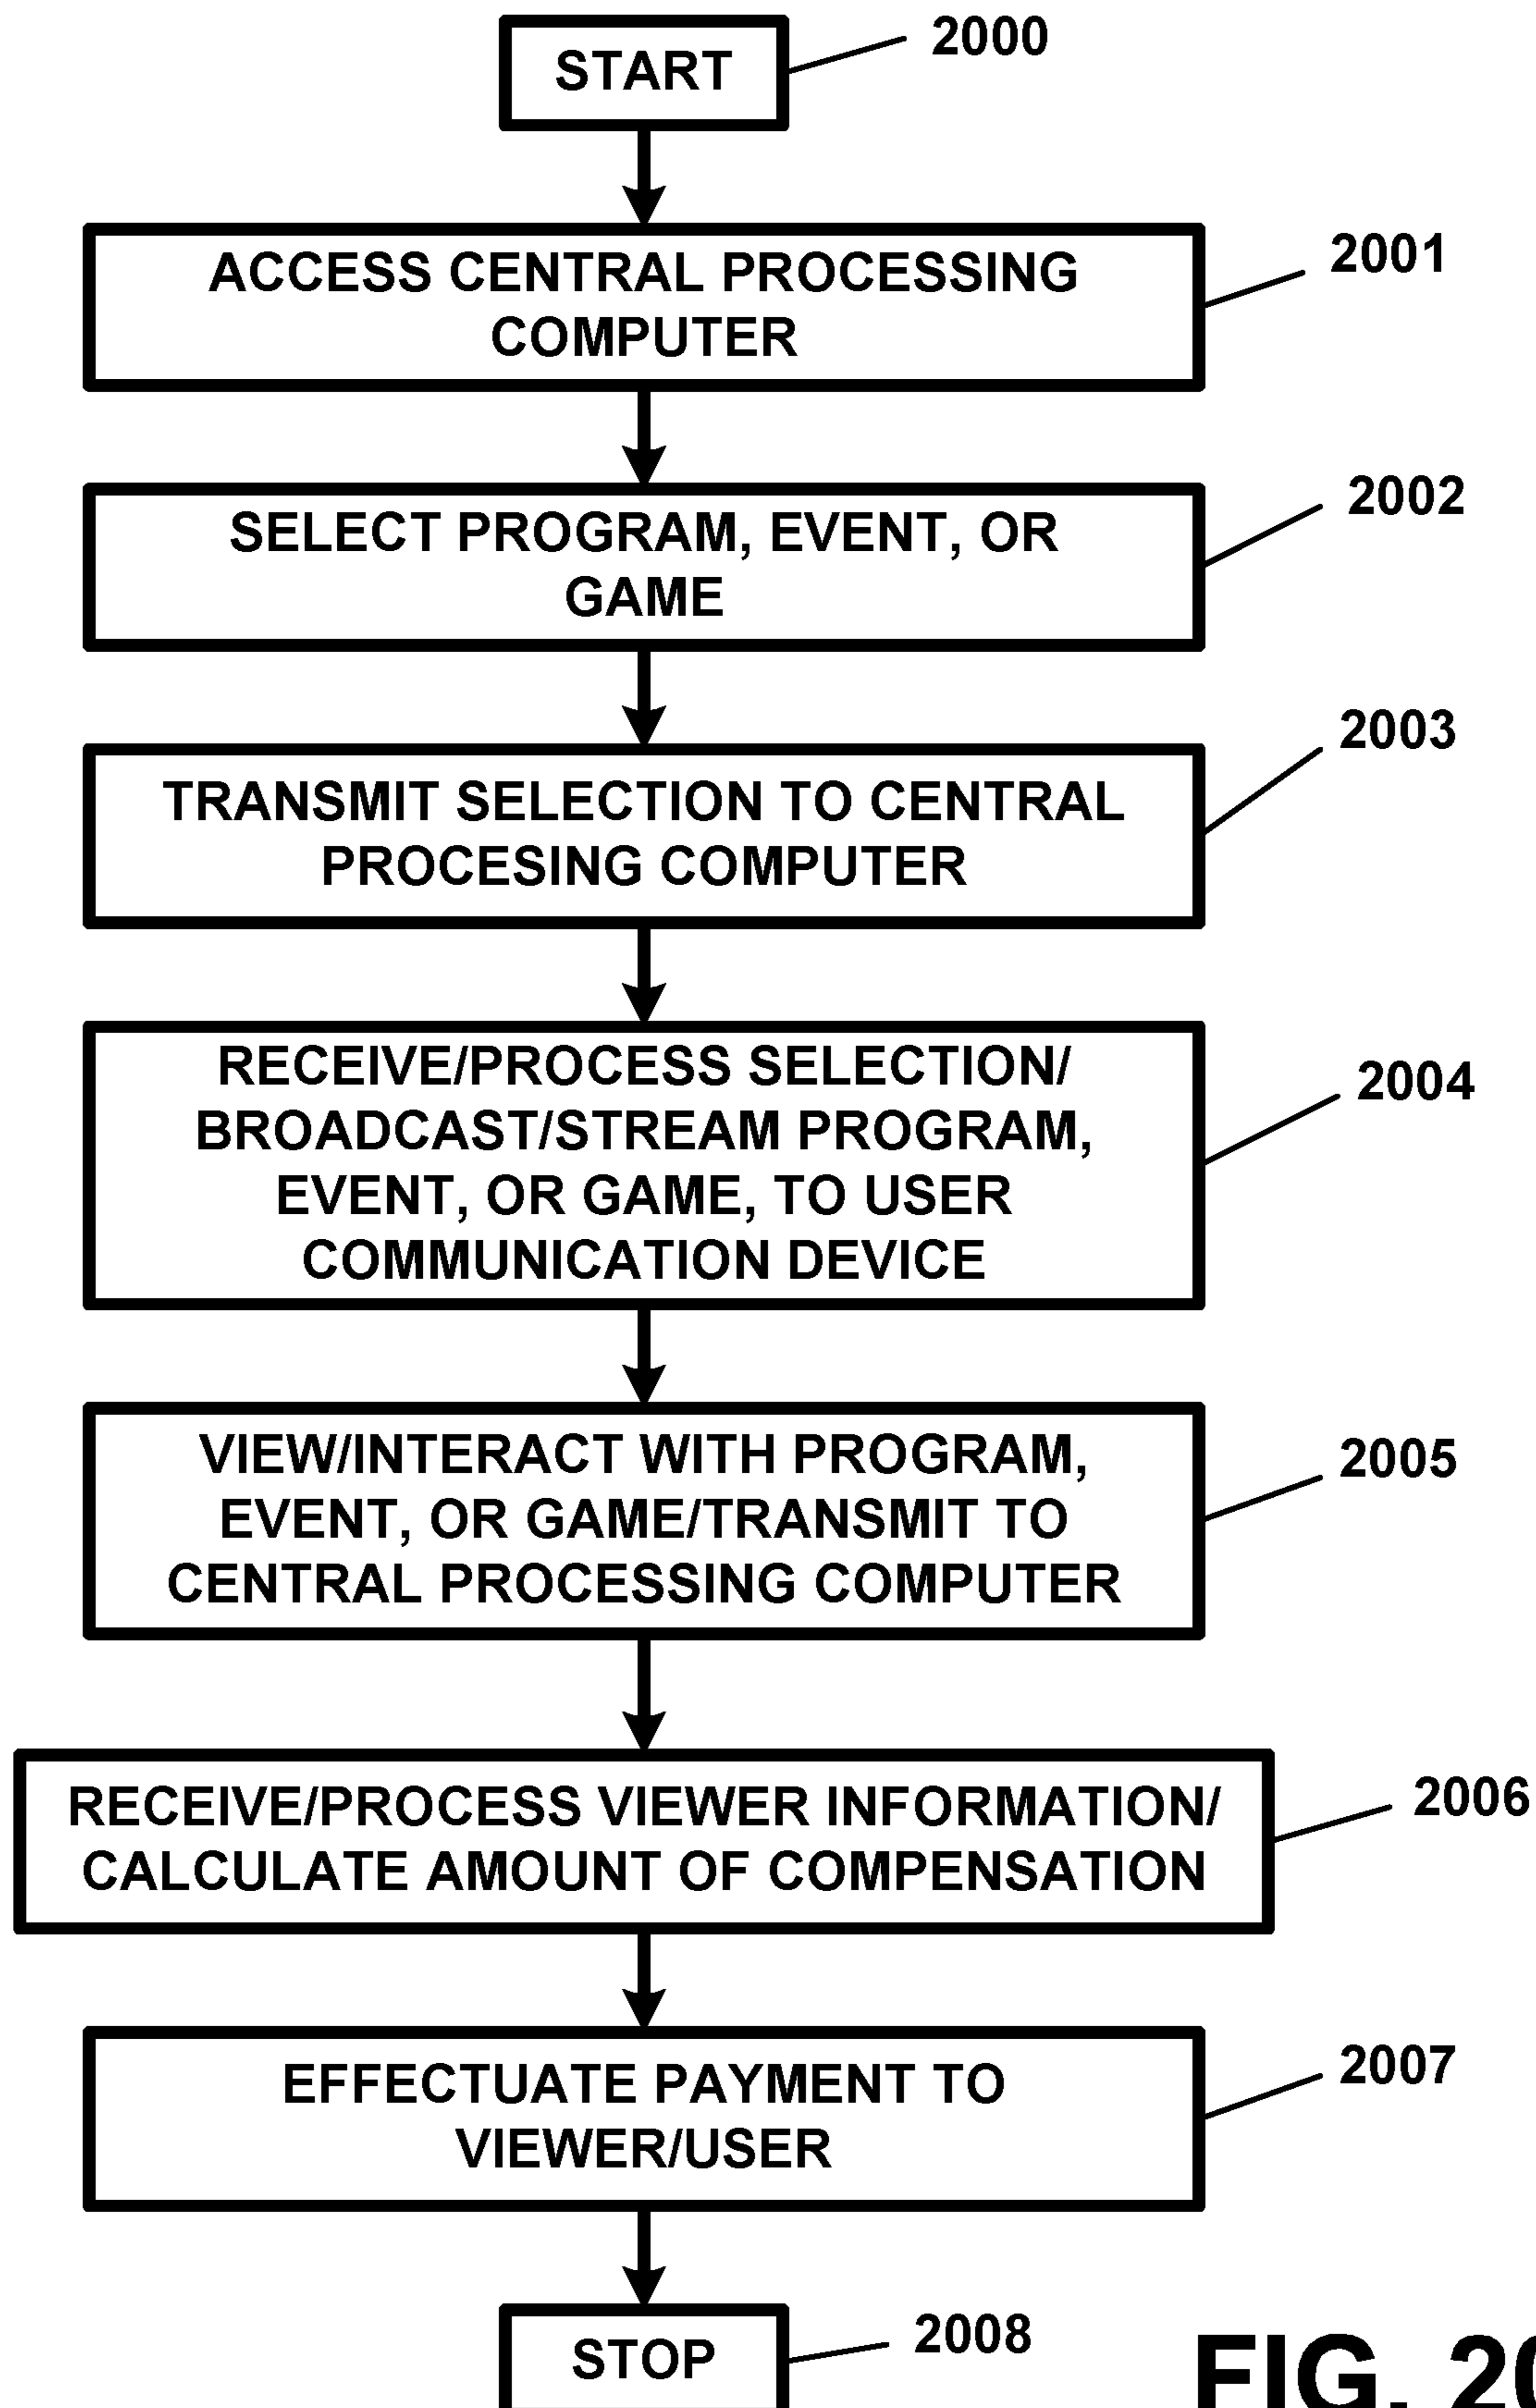 START
2000
ACCESS CENTRAL PROCESSING
COMPUTER
2001
SELECT PROGRAM, EVENT, OR
GAME
2002
TRANSMIT SELECTION TO CENTRAL
PROCESING COMPUTER
2003
RECEIVE/PROCESS SELECTION/
BROADCAST/STREAM PROGRAM,
EVENT, OR GAME, TO USER
COMMUNICATION DEVICE
2004
VIEW/INTERACT WITH PROGRAM,
EVENT, OR GAME/TRANSMIT TO
CENTRAL PROCESSING COMPUTER
2005
RECEIVE/PROCESS VIEWER INFORMATION/
CALCULATE AMOUNT OF COMPENSATION
2006
EFFECTUATE PAYMENT TO
VIEWER/USER
2007
STOP
2008
FIG. 20